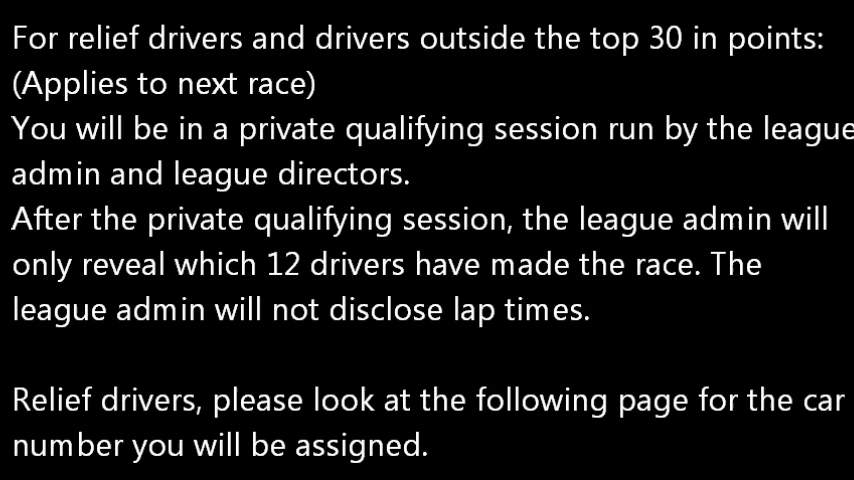 For relief drivers and drivers outside the top 30 in points:
(Applies to next race)
You will be in a private qualifying session run by the league
admin and league directors.
After the private qualifying session, the league admin will
only reveal which 12 drivers have made the race. The
league admin will not disclose lap times.
Relief drivers, please look at the following page for the car
number you will be assigned.